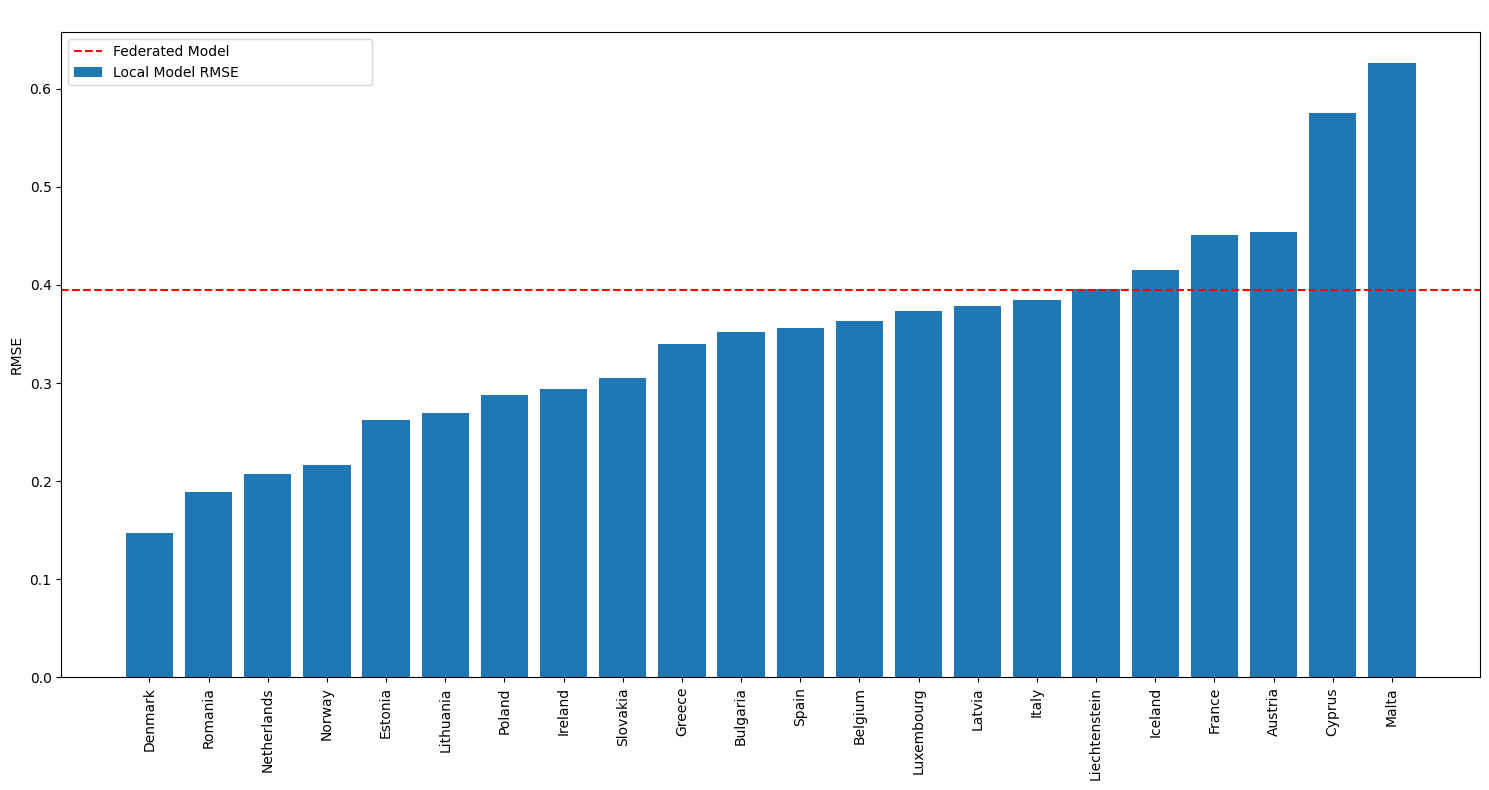 Federated Model
Local Model RMSE
RMSE
0.6
0.5
0.4
0.3
0.2
0.1
0.0
Denmark
Romania
Netherlands
Norway
Estonia
Lithuania
Poland
Ireland
Slovakia
Greece
Bulgaria
Spain
Belgium
Luxembourg
Latvia
Italy
Liechtenstein
Iceland
France
Austria
Cyprus
Malta